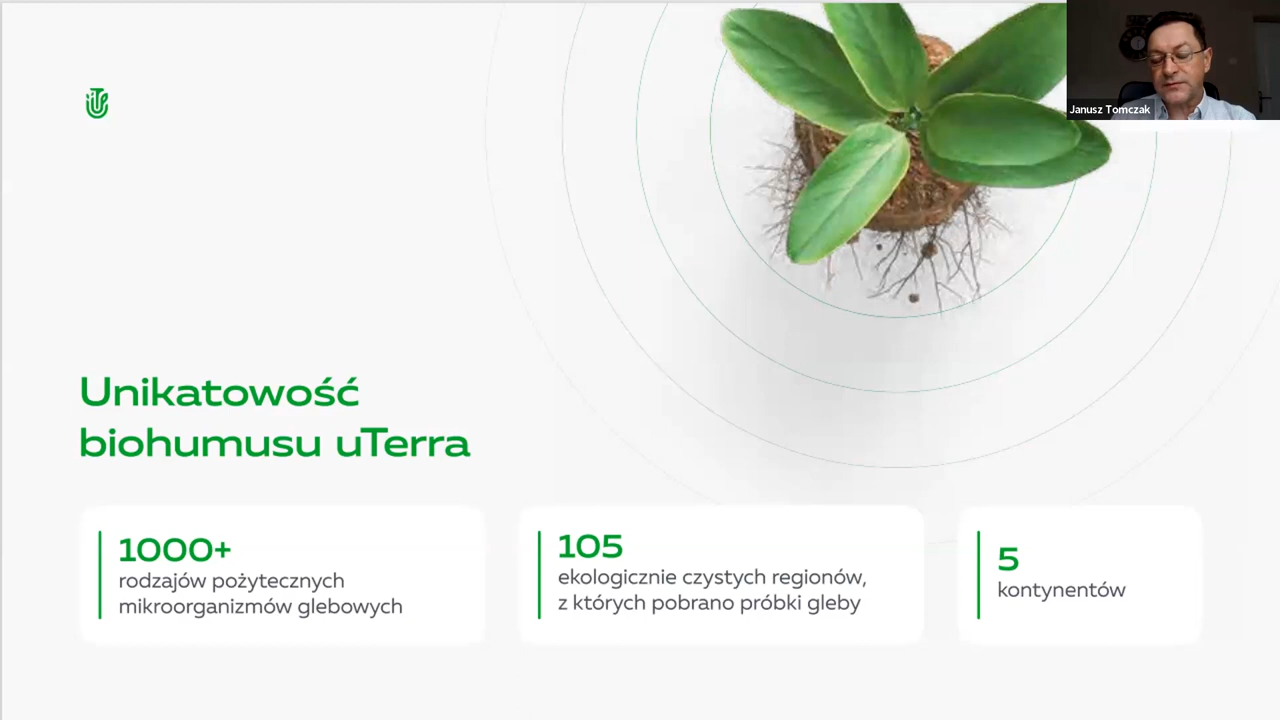 Janusz Tomczak
Unikatowość
biohumusu uTerra
1000+
rodzajów pożytecznych
mikroorganizmów glebowych
105
ekologicznie czystych regionów,
z których pobrano próbki gleby
5
kontynentów